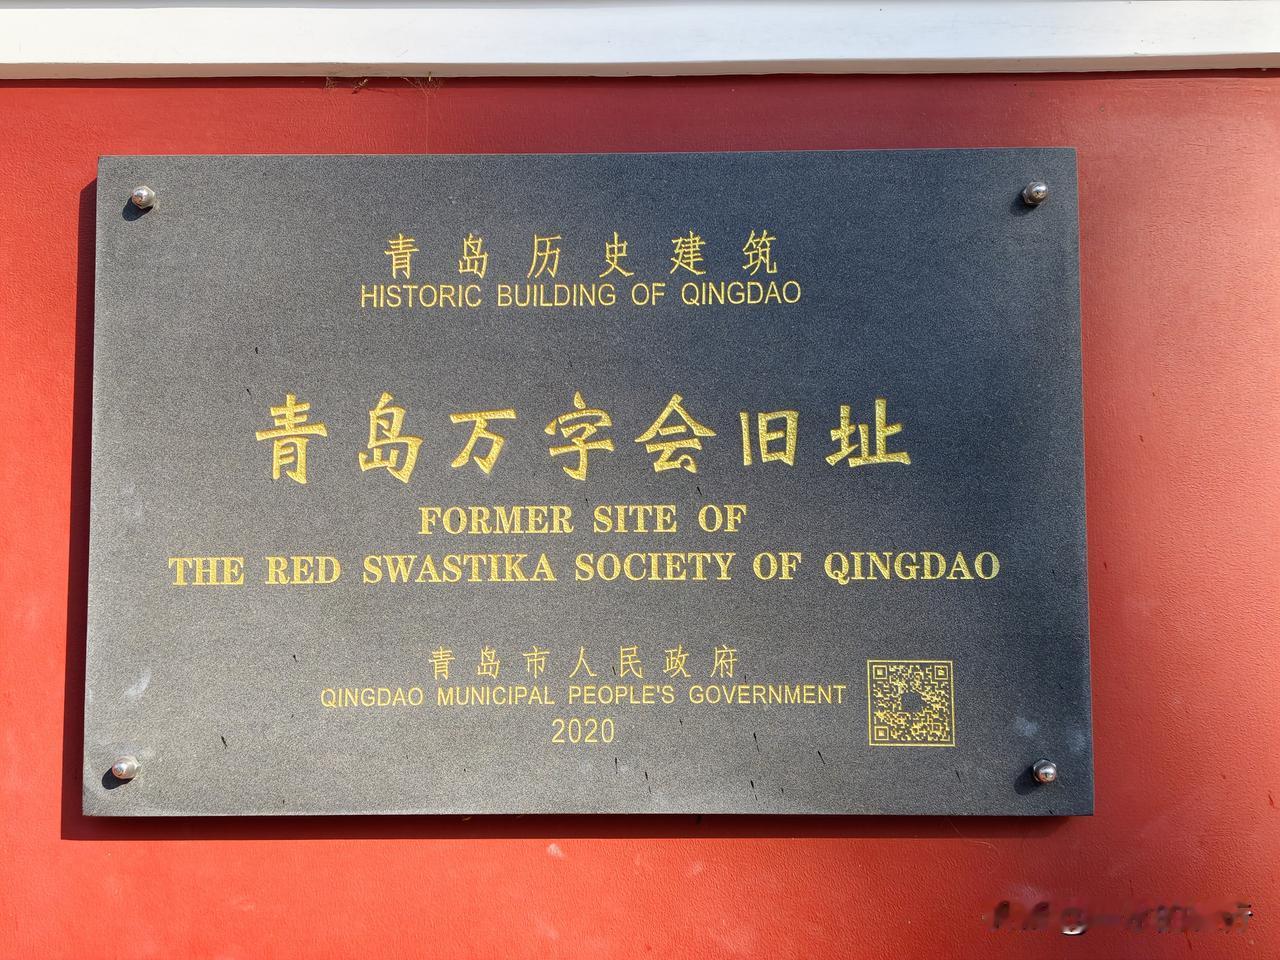 青岛历史建筑
HISTORIC BUILDING OF QINGDAO
青岛万字会旧址
FORMER SITE OF
THE RED SWASTIKA SOCIETY OF QINGDAO
青岛市人民政府
QINGDAO MUNICIPAL PEOPLE'S GOVERNMENT
2020